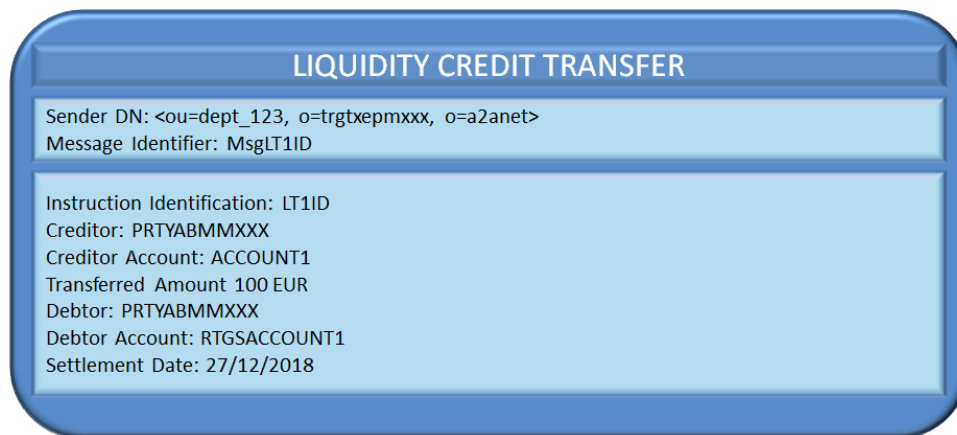 LIQUIDITY CREDIT TRANSFER
Sender DN: <ou=dept_123, o=trgtxepmxxx, o=a2anet>
Message Identifier: MsgLT1ID
Instruction Identification: LT1ID
Creditor: PRTYABMMXXX
Creditor Account: ACCOUNT1
Transferred Amount 100 EUR
Debtor: PRTYABMMXXX
Debtor Account: RTGSACCOUNT1
Settlement Date: 27/12/2018